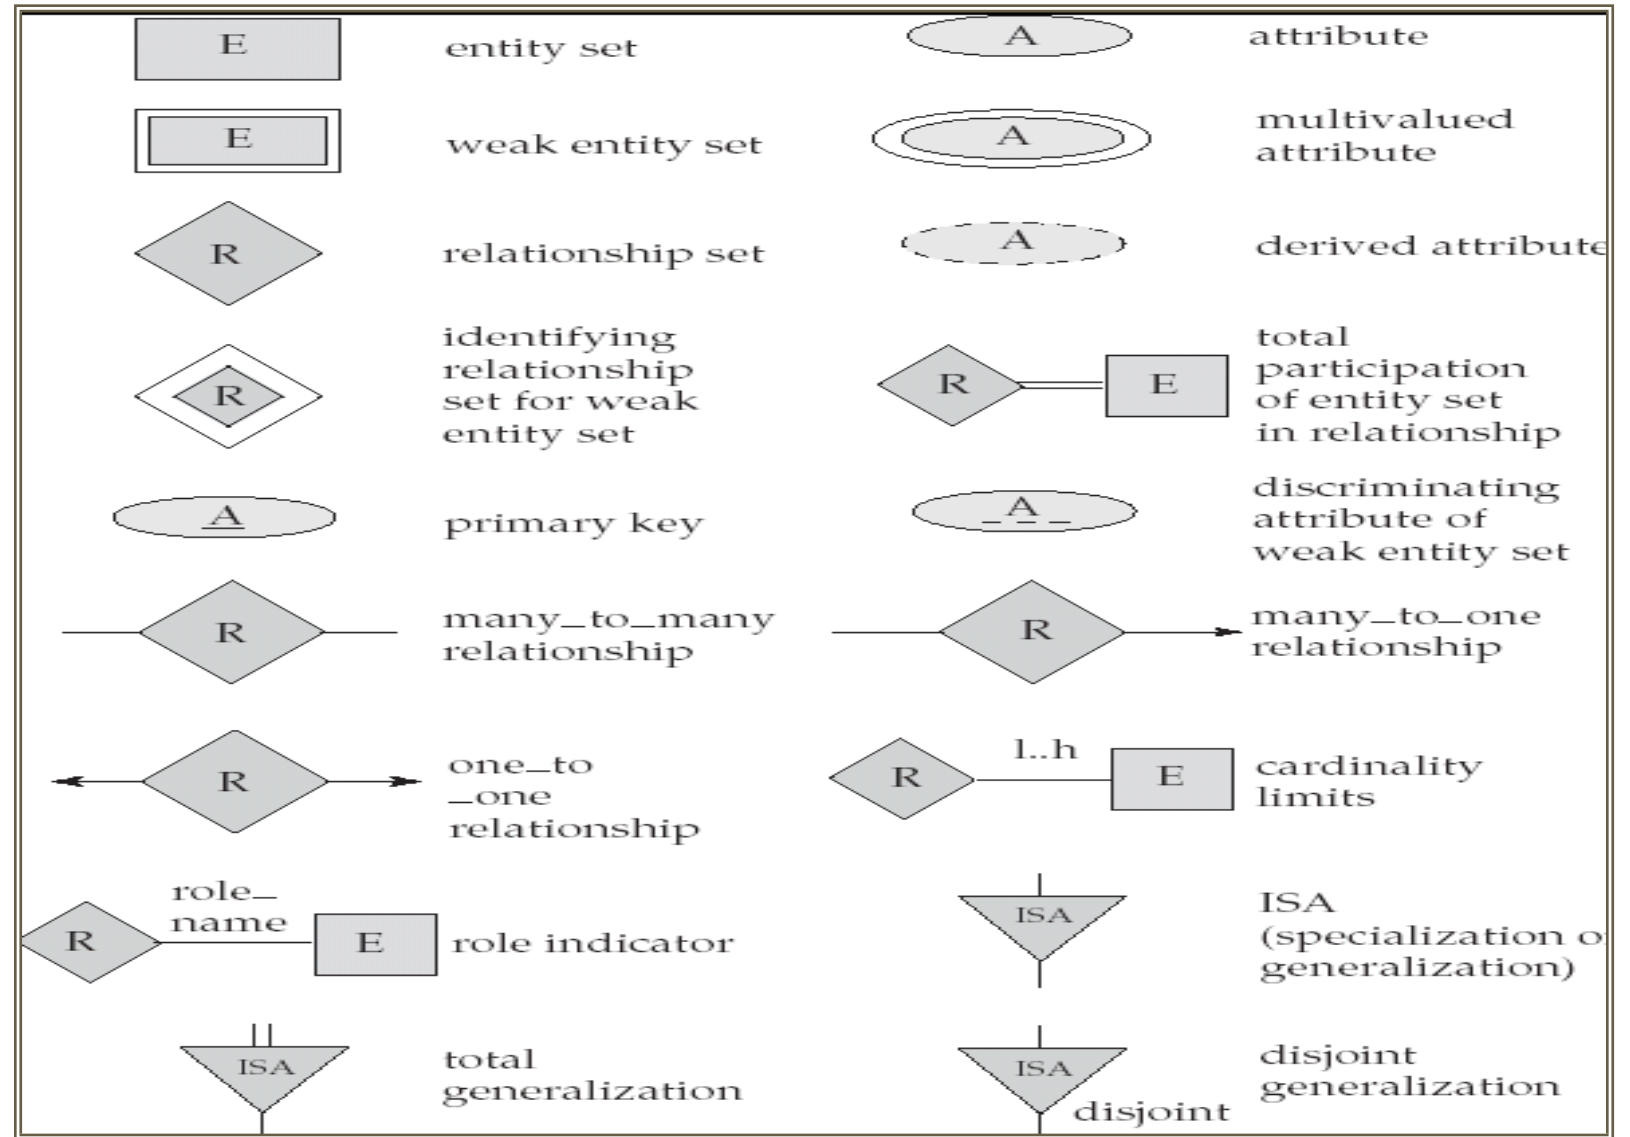 E
entity set
A
attribute
E
weak entity set
A
multivalued
attribute
R
relationship set
A
derived attribute
R
identifying
relationship
set for weak
entity set
R
E
total
participation
of entity set
in relationship
A
primary key
A
discriminating
attribute of
weak entity set
R
many_to_many
relationship
R
many_to_one
relationship
R
one_to
_one
relationship
R
l..h
E
cardinality
limits
R
role_
name
E
role indicator
ISA
ISA
(specialization o
generalization)
ISA
total
generalization
ISA
disjoint
disjoint
generalization